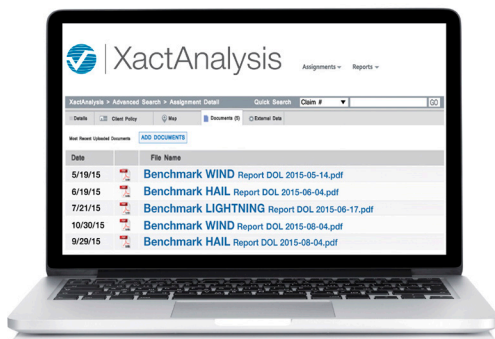 XactAnalysis
Assignments Reports
XactAnalysis > Advanced Search > Assignment Detail Quick Search Claim # GO
Details Client Policy Map Documents (5) External Data
Most Recent Uploaded Documents ADD DOCUMENTS
Date File Name
5/19/15 Benchmark WIND Report DOL 2015-05-14.pdf
6/19/15 Benchmark HAIL Report DOL 2015-06-04.pdf
7/21/15 Benchmark LIGHTNING Report DOL 2015-06-17.pdf
10/30/15 Benchmark WIND Report DOL 2015-08-04.pdf
9/29/15 Benchmark HAIL Report DOL 2015-08-04.pdf